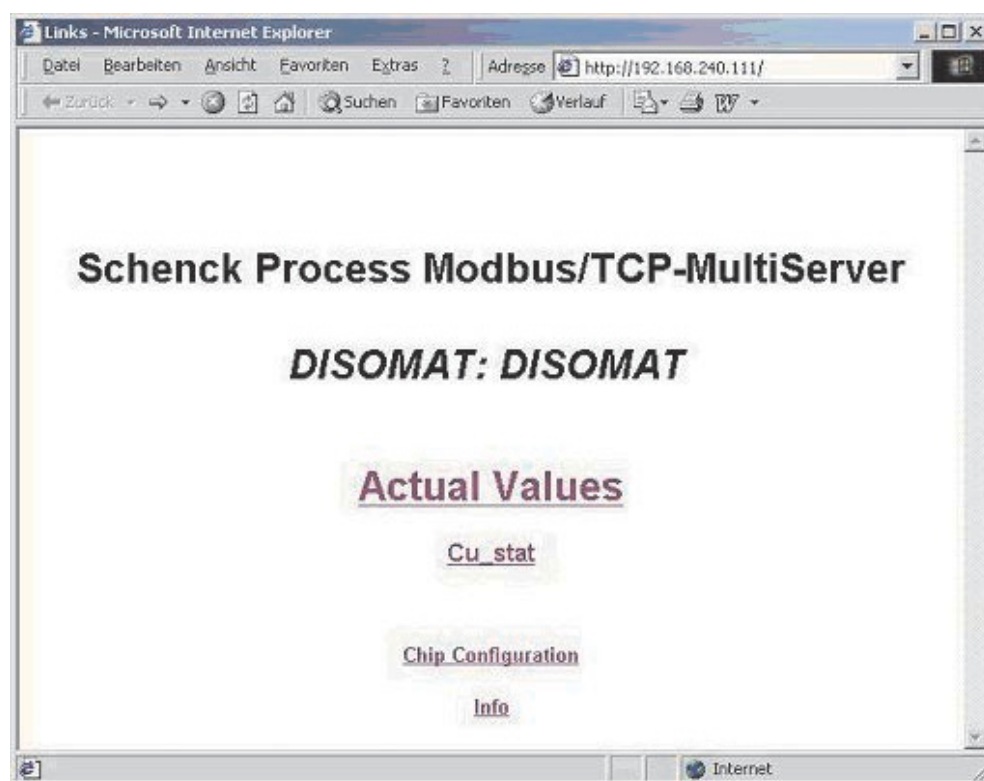 Links - Microsoft Internet Explorer
Datei Bearbeiten Ansicht Favoriten Extras ? Adresse http://192.168.240.111/
Zurück Suchen Favoriten Verlauf
Schenck Process Modbus/TCP-MultiServer
DISOMAT: DISOMAT
Actual Values
Cu_stat
Chip Configuration
Info
Internet